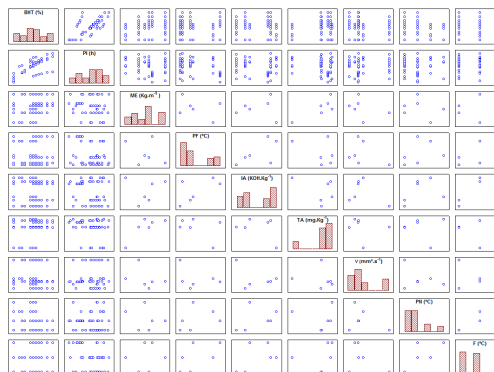 BHT (%)
PI (h)
ME (Kg.m⁻³)
PF (°C)
IA (KOH.Kg⁻¹)
TA (mg.Kg⁻¹)
V (mm².s⁻¹)
PN (°C)
F (°C)